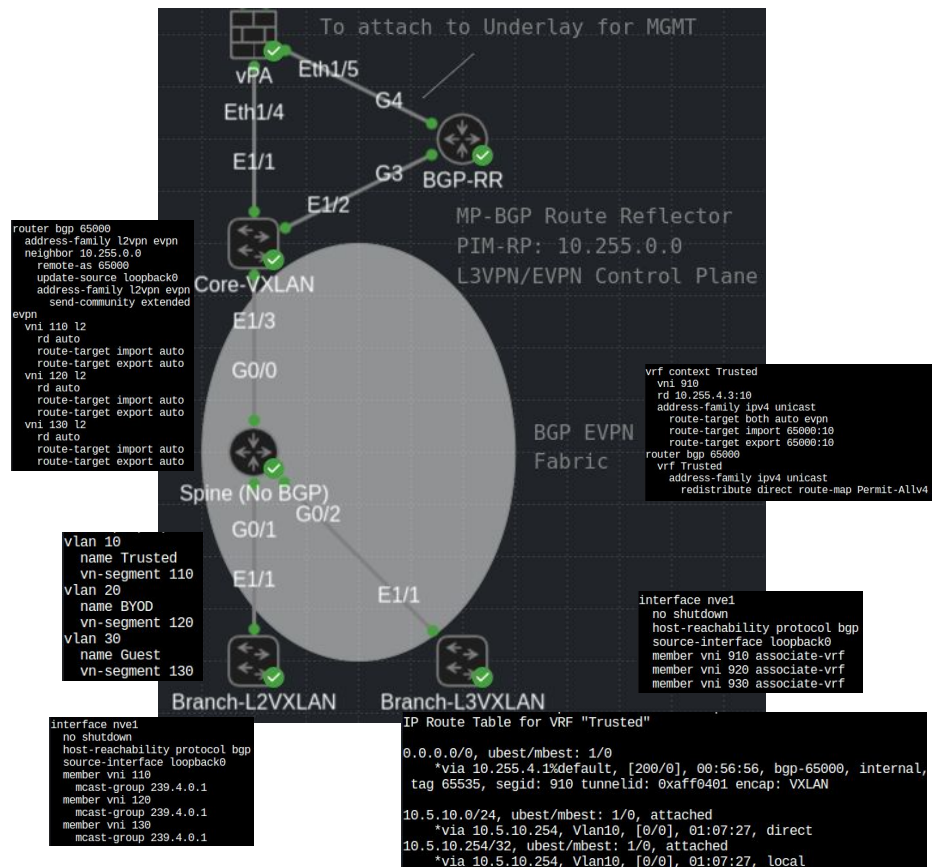 To attach to Underlay for MGMT
vPA
Eth1/5
Eth1/4
G4
E1/1
G3
BGP-RR
E1/2
MP-BGP Route Reflector
PIM-RP: 10.255.0.0
L3VPN/EVPN Control Plane
Core-VXLAN
E1/3
G0/0
BGP EVPN
Fabric
Spine (No BGP)
G0/2
G0/1
E1/1
E1/1
Branch-L2VXLAN
Branch-L3VXLAN
router bgp 65000
address-family l2vpn evpn
neighbor 10.255.0.0
remote-as 65000
update-source loopback0
address-family l2vpn evpn
send-community extended
evpn
vni 110 l2
rd auto
route-target import auto
route-target export auto
vni 120 l2
rd auto
route-target import auto
route-target export auto
vni 130 l2
rd auto
route-target import auto
route-target export auto
vrf context Trusted
vni 910
rd 10.255.4.3:10
address-family ipv4 unicast
route-target both auto evpn
route-target import 65000:10
route-target export 65000:10
router bgp 65000
vrf Trusted
address-family ipv4 unicast
redistribute direct route-map Permit-Allv4
vlan 10
name Trusted
vn-segment 110
vlan 20
name BYOD
vn-segment 120
vlan 30
name Guest
vn-segment 130
interface nve1
no shutdown
host-reachability protocol bgp
source-interface loopback0
member vni 910 associate-vrf
member vni 920 associate-vrf
member vni 930 associate-vrf
interface nve1
no shutdown
host-reachability protocol bgp
source-interface loopback0
member vni 110
mcast-group 239.4.0.1
member vni 120
mcast-group 239.4.0.1
member vni 130
mcast-group 239.4.0.1
IP Route Table for VRF "Trusted"
0.0.0.0/0, ubest/mbest: 1/0
*via 10.255.4.1%default, [200/0], 00:56:56, bgp-65000, internal,
tag 65535, segid: 910 tunnelid: 0xaff0401 encap: VXLAN
10.5.10.0/24, ubest/mbest: 1/0, attached
*via 10.5.10.254, Vlan10, [0/0], 01:07:27, direct
10.5.10.254/32, ubest/mbest: 1/0, attached
*via 10.5.10.254, Vlan10, [0/0], 01:07:27, local